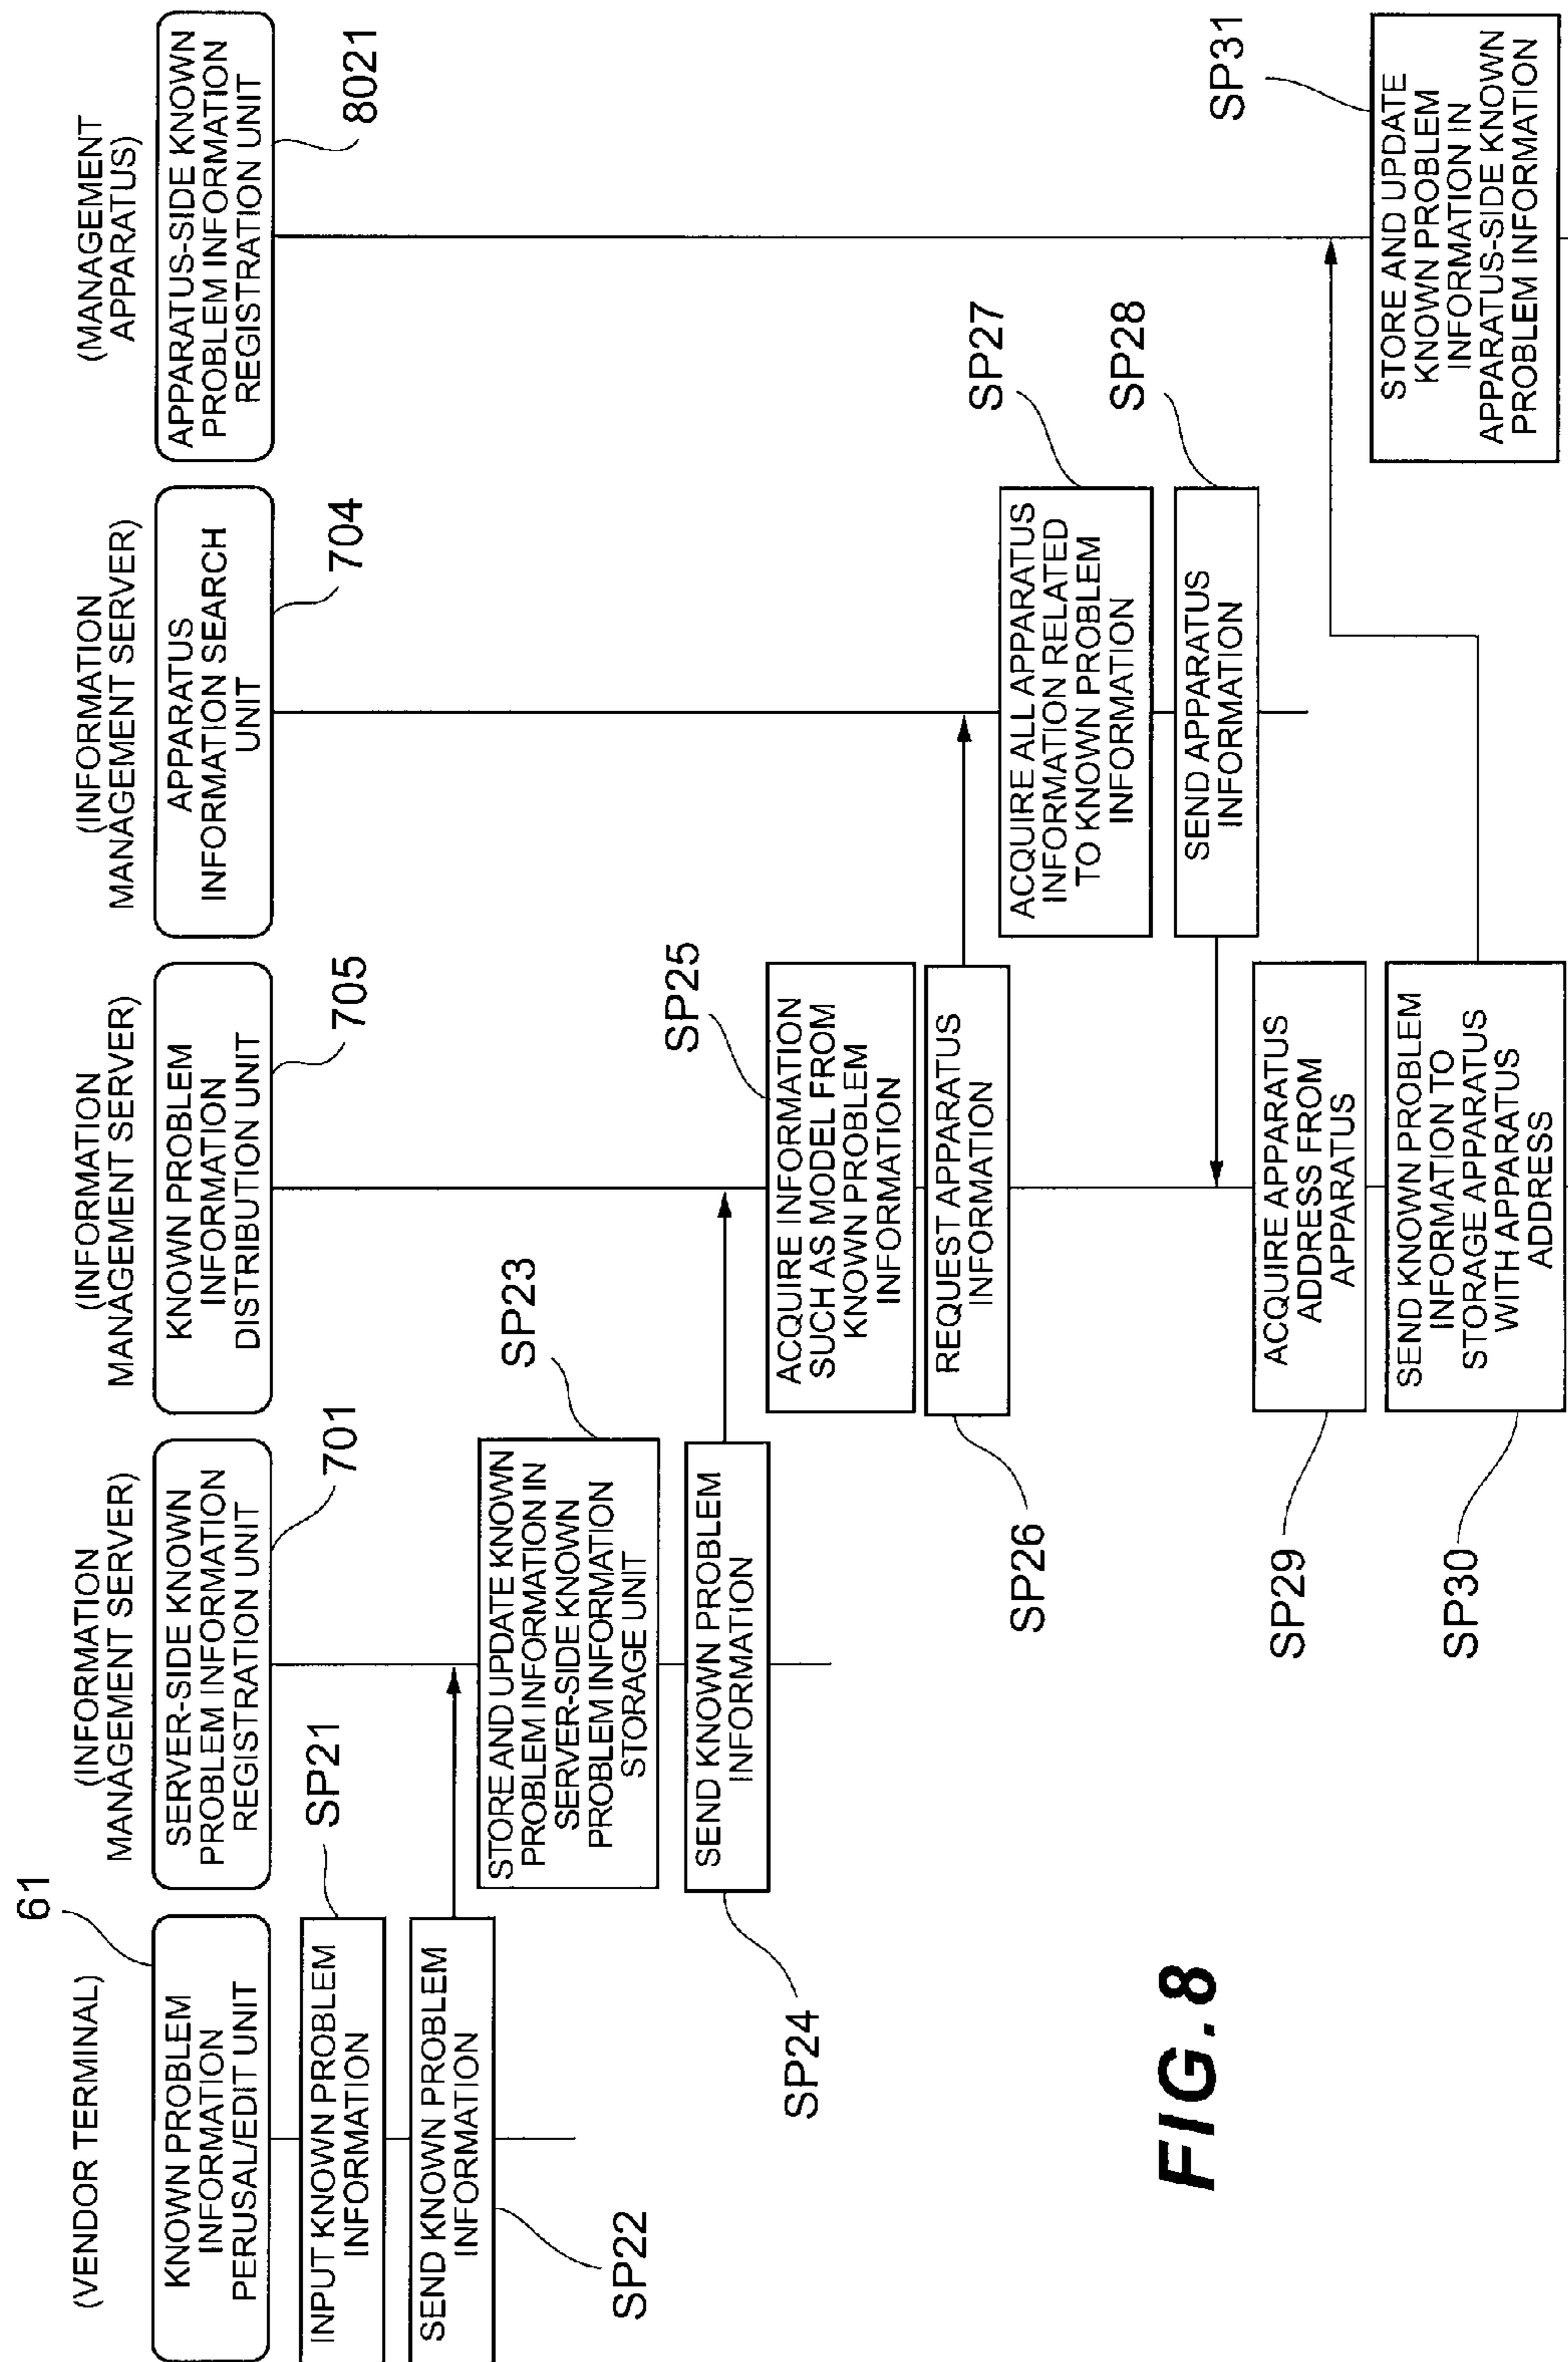 (VENDOR TERMINAL)
61
KNOWN PROBLEM
INFORMATION
PERUSAL/EDIT UNIT
INPUT KNOWN PROBLEM
INFORMATION
SP21
SEND KNOWN PROBLEM
INFORMATION
SP22
(INFORMATION
MANAGEMENT SERVER)
SERVER-SIDE KNOWN
PROBLEM INFORMATION
REGISTRATION UNIT
701
STORE AND UPDATE KNOWN
PROBLEM INFORMATION IN
SERVER-SIDE KNOWN
PROBLEM INFORMATION
STORAGE UNIT
SP23
SEND KNOWN PROBLEM
INFORMATION
SP24
(INFORMATION
MANAGEMENT SERVER)
KNOWN PROBLEM
INFORMATION
DISTRIBUTION UNIT
705
ACQUIRE INFORMATION
SUCH AS MODEL FROM
KNOWN PROBLEM
INFORMATION
SP25
REQUEST APPARATUS
INFORMATION
SP26
(INFORMATION
MANAGEMENT SERVER)
APPARATUS
INFORMATION SEARCH
UNIT
704
ACQUIRE ALL APPARATUS
INFORMATION RELATED
TO KNOWN PROBLEM
INFORMATION
SP27
SEND APPARATUS
INFORMATION
SP28
ACQUIRE APPARATUS
ADDRESS FROM
APPARATUS
SP29
SEND KNOWN PROBLEM
INFORMATION TO
STORAGE APPARATUS
WITH APPARATUS
ADDRESS
SP30
(MANAGEMENT
APPARATUS)
APPARATUS-SIDE KNOWN
PROBLEM INFORMATION
REGISTRATION UNIT
8021
STORE AND UPDATE
KNOWN PROBLEM
INFORMATION IN
APPARATUS-SIDE KNOWN
PROBLEM INFORMATION
SP31
FIG. 8